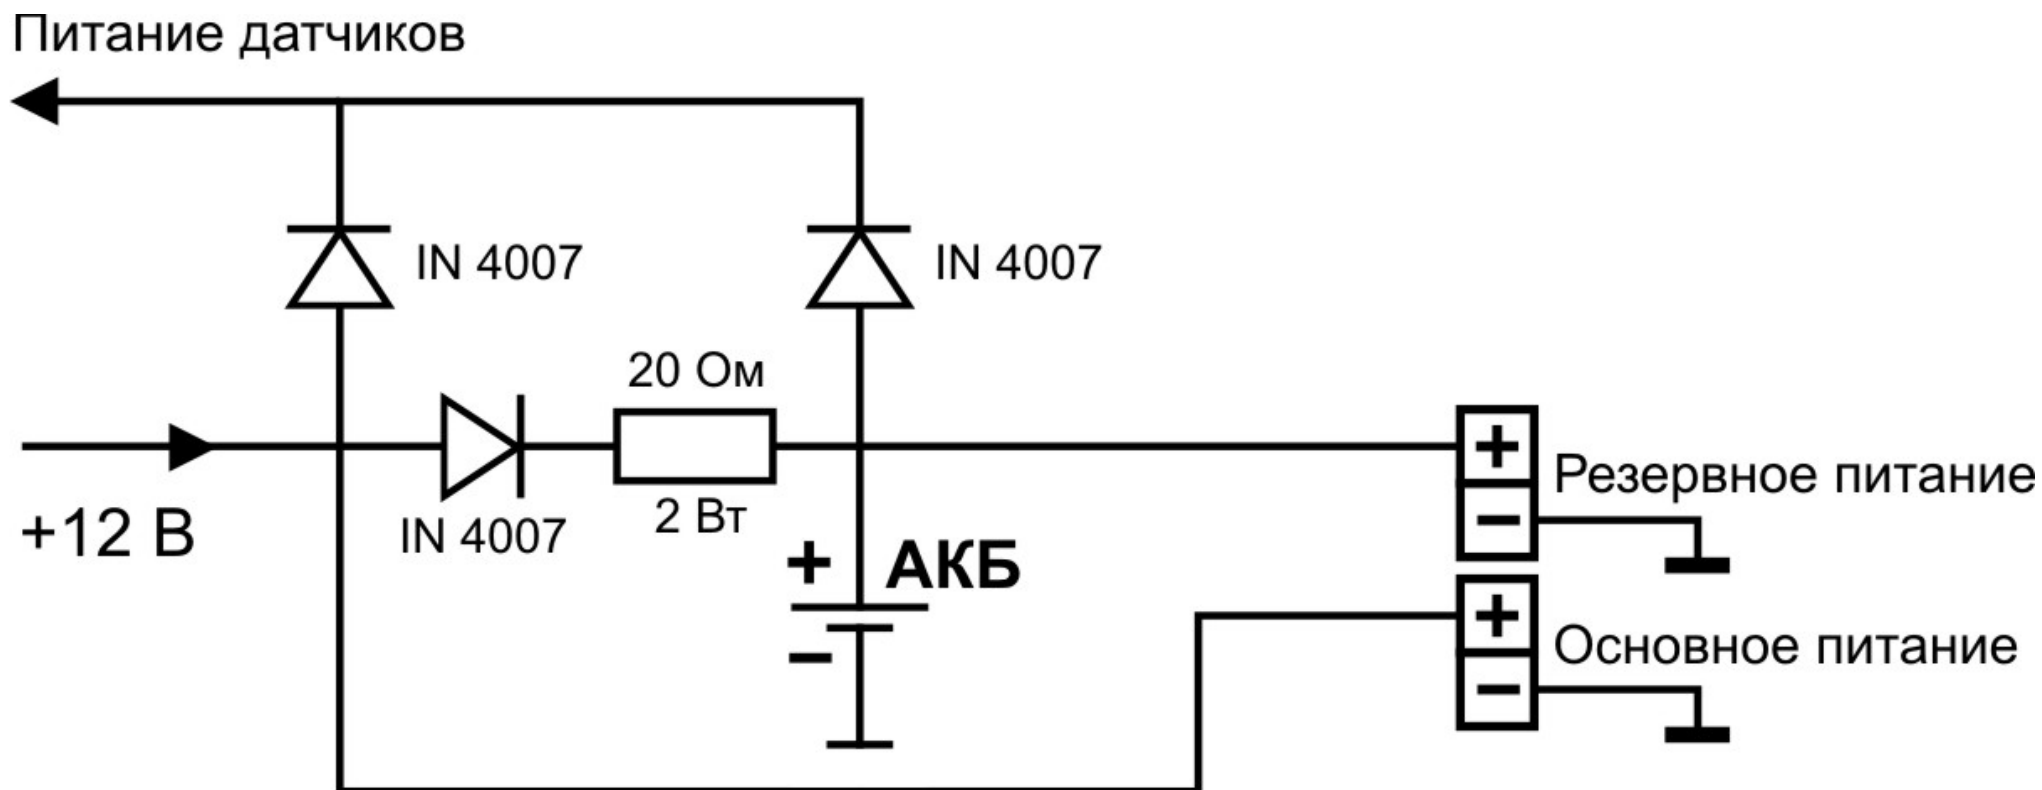 Питание датчиков
IN 4007
IN 4007
20 Ом
+12 В
IN 4007
2 Вт
+ АКБ
−
+
−
Резервное питание
+
−
Основное питание